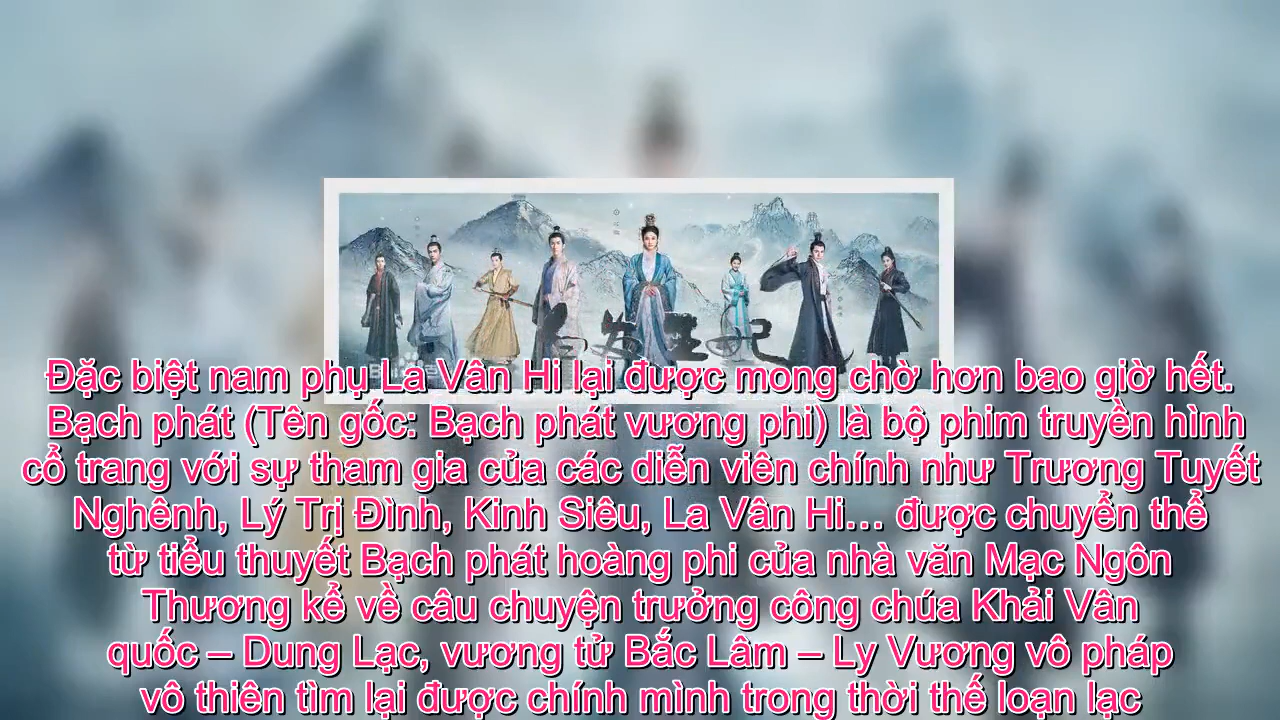 白发王妃
Đặc biệt nam phụ La Vân Hi lại được mong chờ hơn bao giờ hết.
Bạch phát (Tên gốc: Bạch phát vương phi) là bộ phim truyền hình
cổ trang với sự tham gia của các diễn viên chính như Trương Tuyết
Nghênh, Lý Trị Đình, Kinh Siêu, La Vân Hi… được chuyển thể
từ tiểu thuyết Bạch phát hoàng phi của nhà văn Mạc Ngôn
Thương kể về câu chuyện trưởng công chúa Khải Vân
quốc – Dung Lạc, vương tử Bắc Lâm – Ly Vương vô pháp
vô thiên tìm lại được chính mình trong thời thế loạn lạc